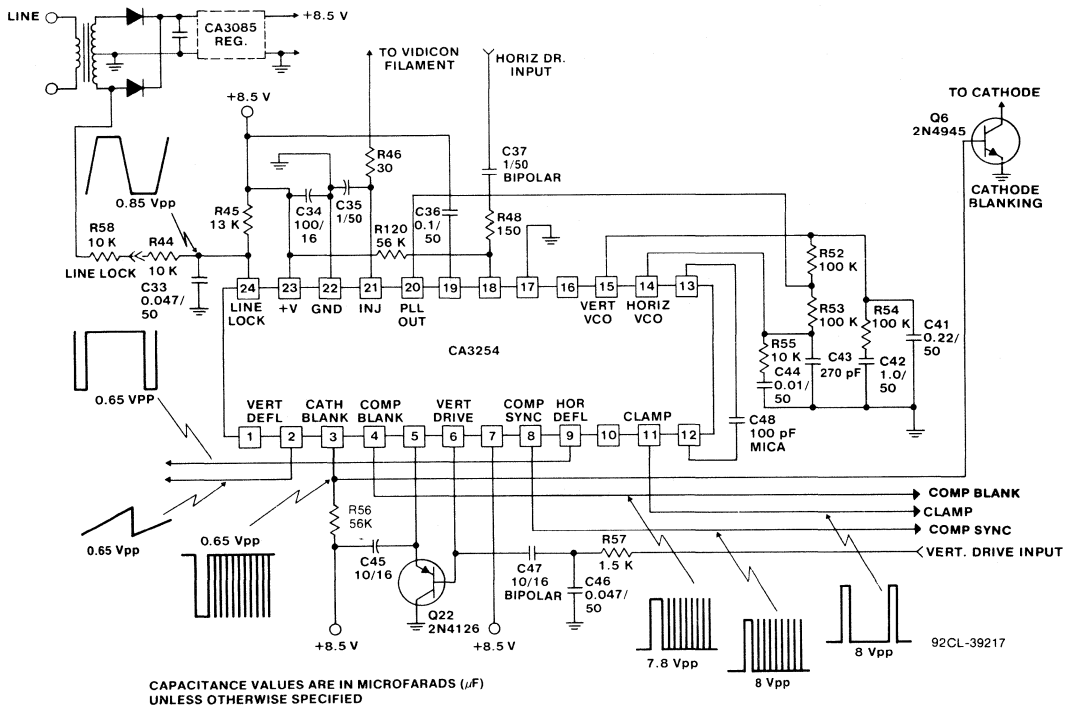 LINE
CA3085
REG.
+8.5 V
TO VIDICON
FILAMENT
HORIZ DR.
INPUT
+8.5 V
TO CATHODE
Q6
2N4945
CATHODE
BLANKING
0.85 Vpp
R58
10 K
R44
10 K
LINE LOCK
C33
0.047/
50
R45
13 K
C34
100/
16
C35
1/50
R46
30
R120
56 K
C36
0.1/
50
C37
1/50
BIPOLAR
R48
150
24
23
22
21
20
19
18
17
16
15
14
13
LINE
LOCK
+V
GND
INJ
PLL
OUT
VERT
VCO
HORIZ
VCO
CA3254
R52
100 K
R53
100 K
R54
100 K
C41
0.22/
50
R55
10 K
C44
0.01/
50
C43
270 pF
C42
1.0/
50
C48
100 pF
MICA
0.65 VPP
VERT
DEFL
CATH
BLANK
COMP
BLANK
VERT
DRIVE
COMP
SYNC
HOR
DEFL
CLAMP
1
2
3
4
5
6
7
8
9
10
11
12
COMP BLANK
CLAMP
COMP SYNC
VERT. DRIVE INPUT
0.65 Vpp
0.65 Vpp
R56
56K
C45
10/16
Q22
2N4126
C47
10/16
BIPOLAR
C46
0.047/
50
R57
1.5 K
+8.5 V
+8.5 V
7.8 Vpp
8 Vpp
8 Vpp
92CL-39217
CAPACITANCE VALUES ARE IN MICROFARADS (μF)
UNLESS OTHERWISE SPECIFIED